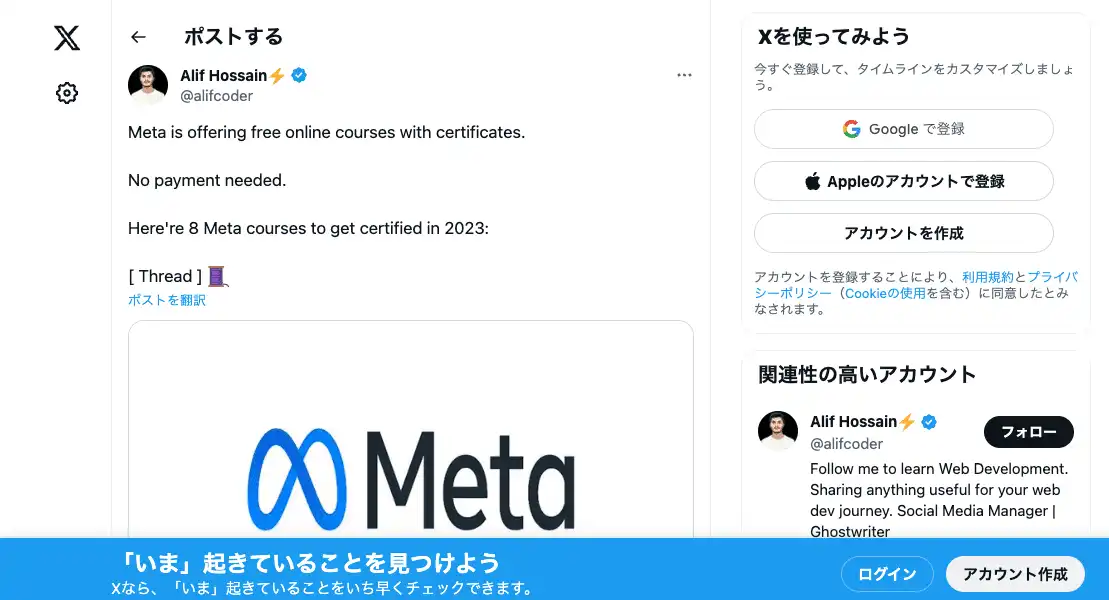 ポストする
Alif Hossain⚡
@alifcoder
Meta is offering free online courses with certificates.
No payment needed.
Here're 8 Meta courses to get certified in 2023:
[ Thread ] 🧵
ポストを翻訳
Meta
Xを使ってみよう
今すぐ登録して、タイムラインをカスタマイズしましょ
う。
Google で登録
Appleのアカウントで登録
アカウントを作成
アカウントを登録することにより、利用規約とプライバ
シーポリシー（Cookieの使用を含む）に同意したとみ
なされます。
関連性の高いアカウント
Alif Hossain⚡
@alifcoder
フォロー
Follow me to learn Web Development.
Sharing anything useful for your web
dev journey. Social Media Manager |
Ghostwriter
「いま」起きていることを見つけよう
Xなら、「いま」起きていることをいち早くチェックできます。
ログイン
アカウント作成